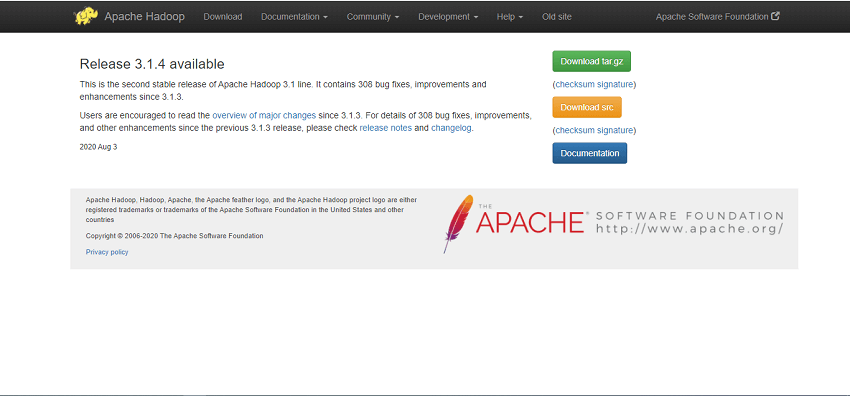 Apache Hadoop Download Documentation Community Development Help Old site Apache Software Foundation
Release 3.1.4 available
This is the second stable release of Apache Hadoop 3.1 line. It contains 308 bug fixes, improvements and
enhancements since 3.1.3.
Users are encouraged to read the overview of major changes since 3.1.3. For details of 308 bug fixes, improvements,
and other enhancements since the previous 3.1.3 release, please check release notes and changelog.
2020 Aug 3
Download tar.gz
(checksum signature)
Download src
(checksum signature)
Documentation
Apache Hadoop, Hadoop, Apache, the Apache feather logo, and the Apache Hadoop project logo are either
registered trademarks or trademarks of the Apache Software Foundation in the United States and other
countries
Copyright © 2006-2020 The Apache Software Foundation
Privacy policy
THE
APACHE® SOFTWARE FOUNDATION
http://www.apache.org/